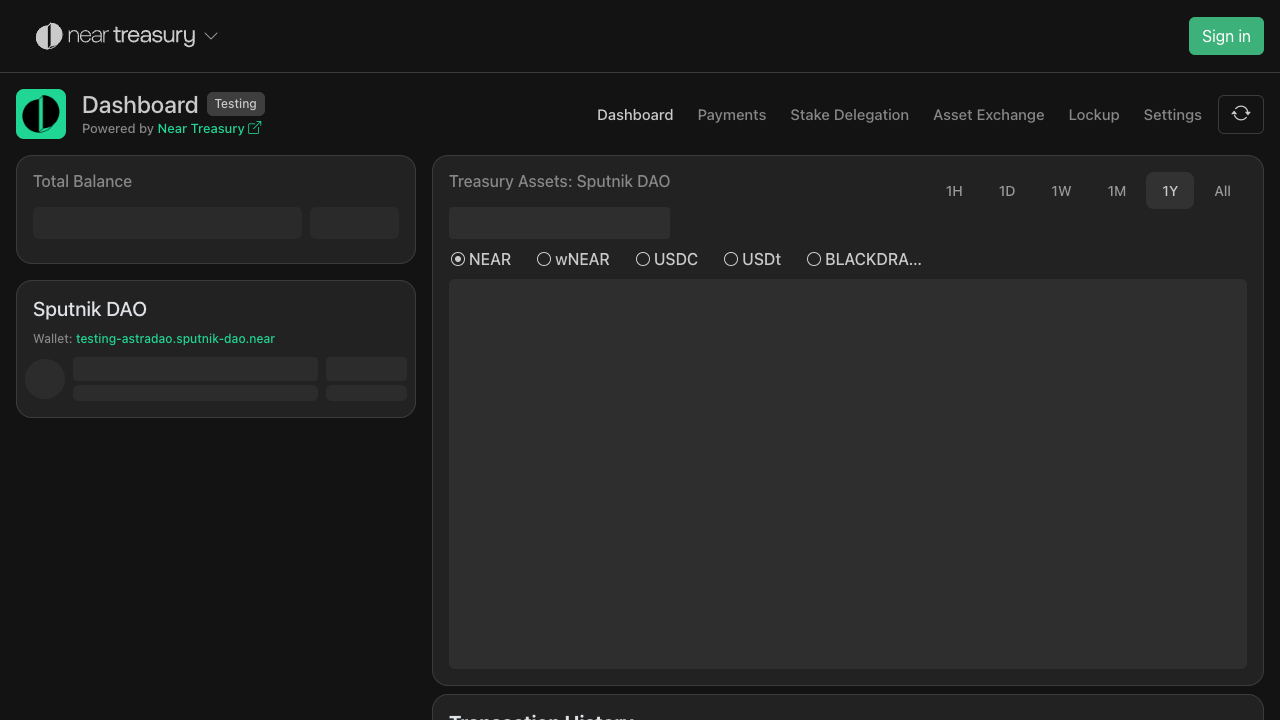 near treasury
Sign in
Dashboard Testing
Powered by Near Treasury
Dashboard Payments Stake Delegation Asset Exchange Lockup Settings
Total Balance
Sputnik DAO
Wallet: testing-astradao.sputnik-dao.near
Treasury Assets: Sputnik DAO
1H 1D 1W 1M 1Y All
NEAR wNEAR USDC USDt BLACKDRA...
Transaction History